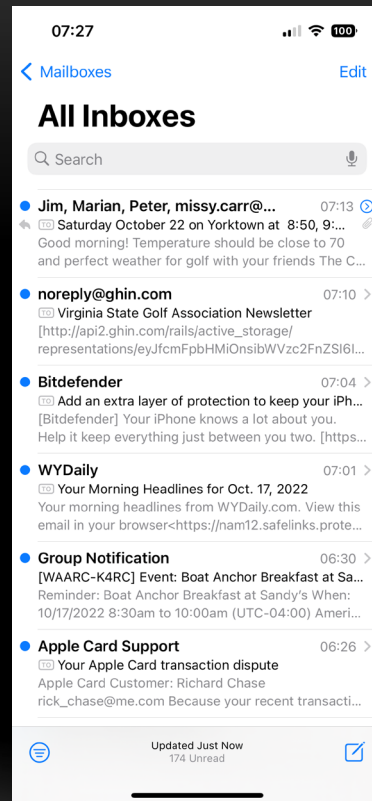 07:27
100
Mailboxes
Edit
All Inboxes
Search
Jim, Marian, Peter, missy.carr@... 07:13
TO Saturday October 22 on Yorktown at 8:50, 9:...
Good morning! Temperature should be close to 70
and perfect weather for golf with your friends The C...
noreply@ghin.com 07:10
TO Virginia State Golf Association Newsletter
[http://api2.ghin.com/rails/active_storage/
representations/eyJfcmFpbHMiOnsibWVzc2FnZSI6I...
Bitdefender 07:04
TO Add an extra layer of protection to keep your iPh...
[Bitdefender] Your iPhone knows a lot about you.
Help it keep everything just between you two. [https...
WYDaily 07:01
TO Your Morning Headlines for Oct. 17, 2022
Your morning headlines from WYDaily.com. View this
email in your browser<https://nam12.safelinks.prote...
Group Notification 06:30
[WAARC-K4RC] Event: Boat Anchor Breakfast at Sa...
Reminder: Boat Anchor Breakfast at Sandy's When:
10/17/2022 8:30am to 10:00am (UTC-04:00) Ameri...
Apple Card Support 06:26
TO Your Apple Card transaction dispute
Apple Card Customer: Richard Chase
rick_chase@me.com Because your recent transacti...
Updated Just Now
174 Unread